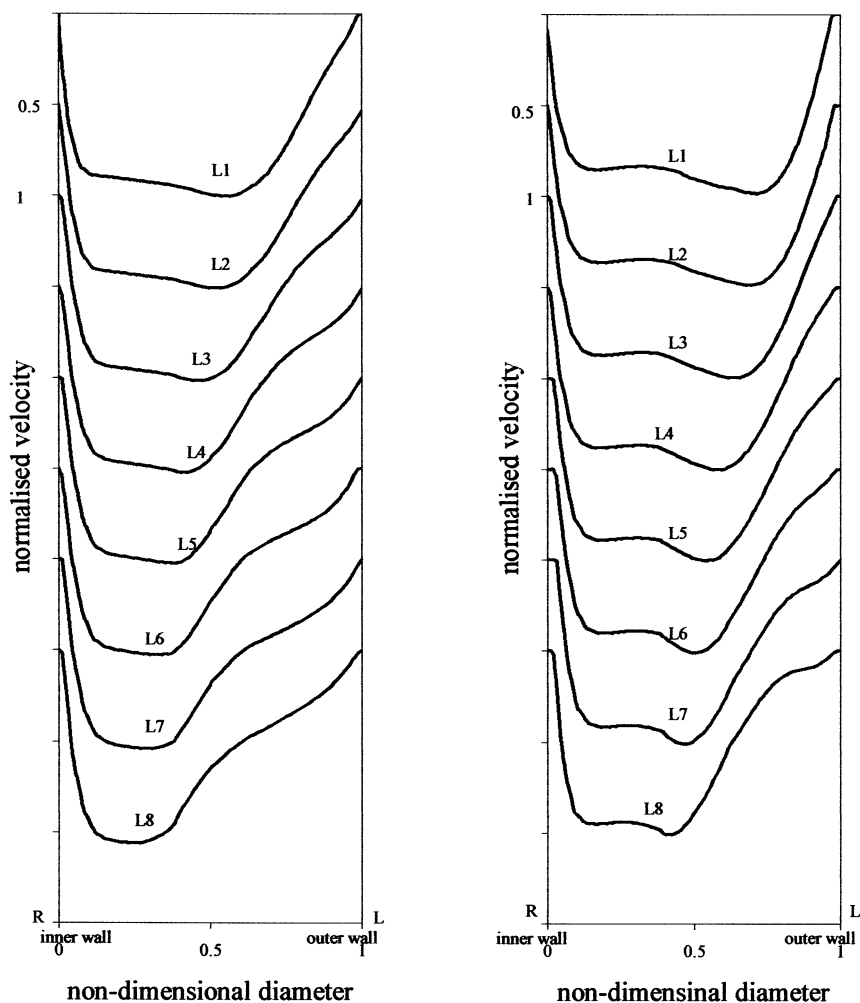 0.5
1
L1
L2
L3
L4
L5
L6
L7
L8
normalised velocity
R
L
inner wall
outer wall
0
0.5
1
non-dimensional diameter
0.5
1
L1
L2
L3
L4
L5
L6
L7
L8
normalised velocity
R
L
inner wall
outer wall
0
0.5
1
non-dimensinal diameter